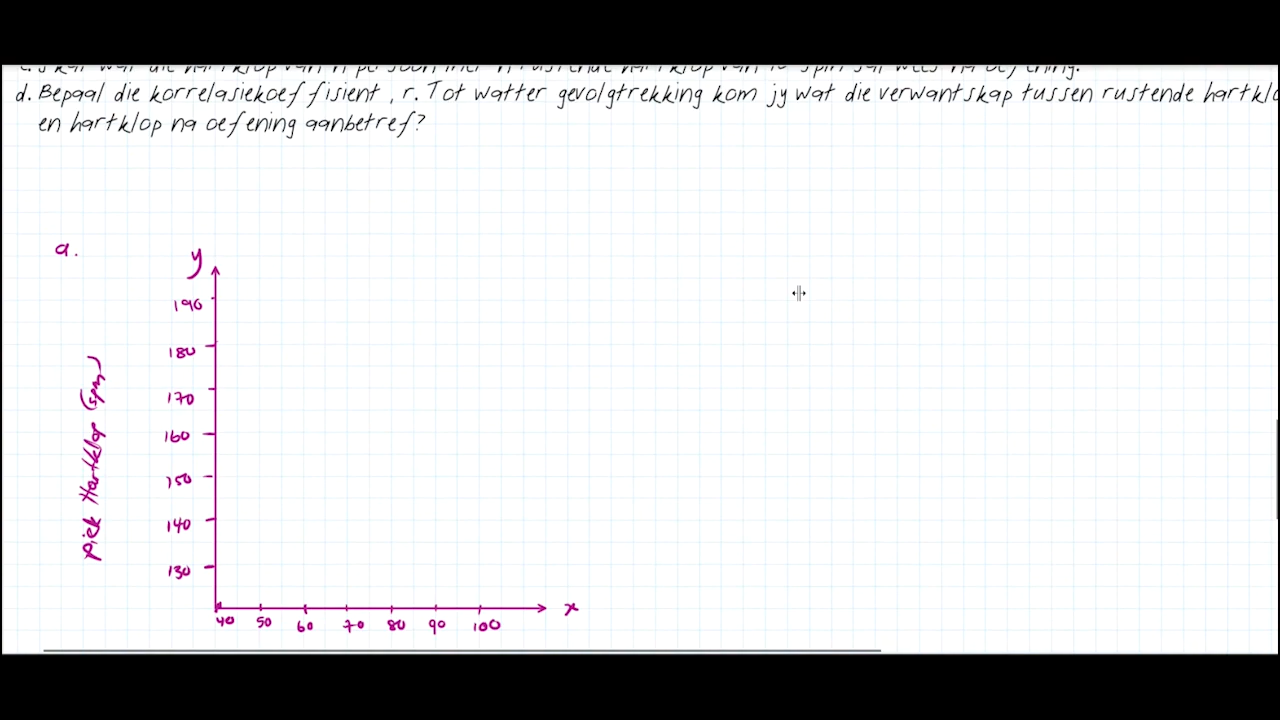 d. Bepaal die korrelasiekoeffisient, r. Tot watter gevolgtrekking kom jy wat die verwantskap tussen rustende
en hartklop na oefening aanbetref?
a.
y
190
180
170
160
150
140
130
Piek Hartklop (spm)
40 50 60 70 80 90 100
x